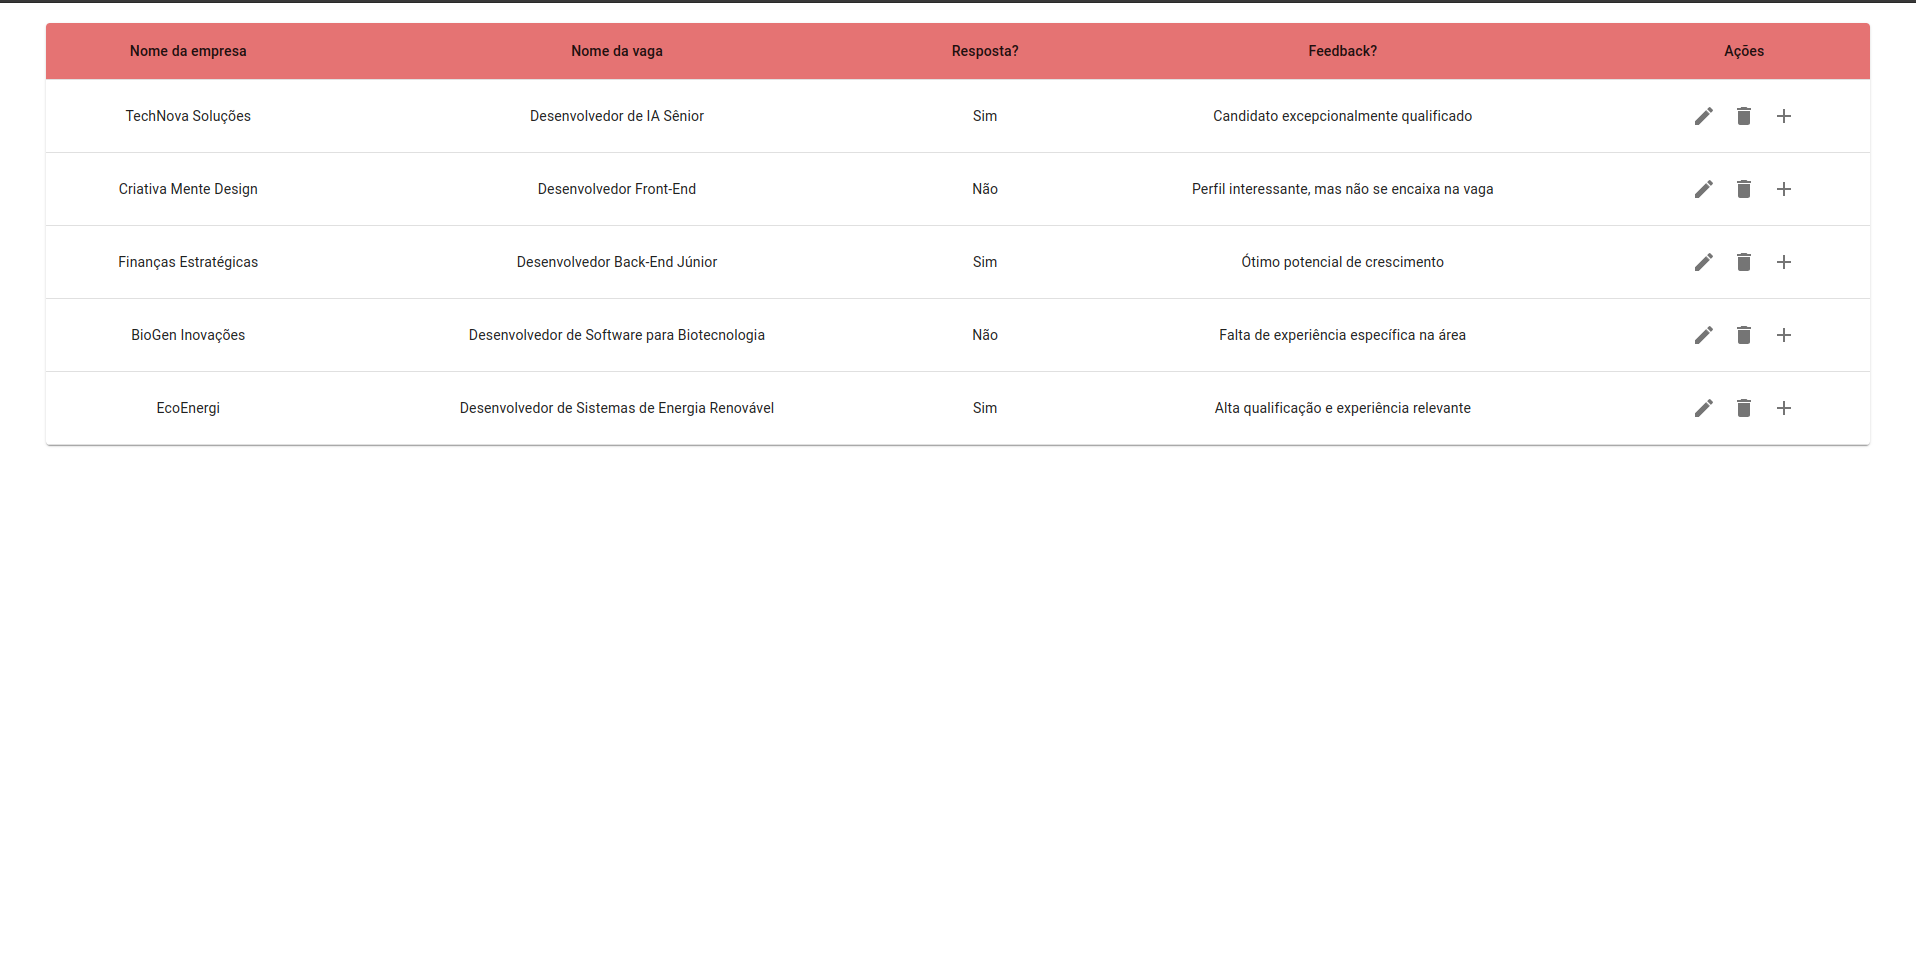 Nome da empresa Nome da vaga Resposta? Feedback? Ações
TechNova Soluções Desenvolvedor de IA Sênior Sim Candidato excepcionalmente qualificado
Criativa Mente Design Desenvolvedor Front-End Não Perfil interessante, mas não se encaixa na vaga
Finanças Estratégicas Desenvolvedor Back-End Júnior Sim Ótimo potencial de crescimento
BioGen Inovações Desenvolvedor de Software para Biotecnologia Não Falta de experiência específica na área
EcoEnergi Desenvolvedor de Sistemas de Energia Renovável Sim Alta qualificação e experiência relevante